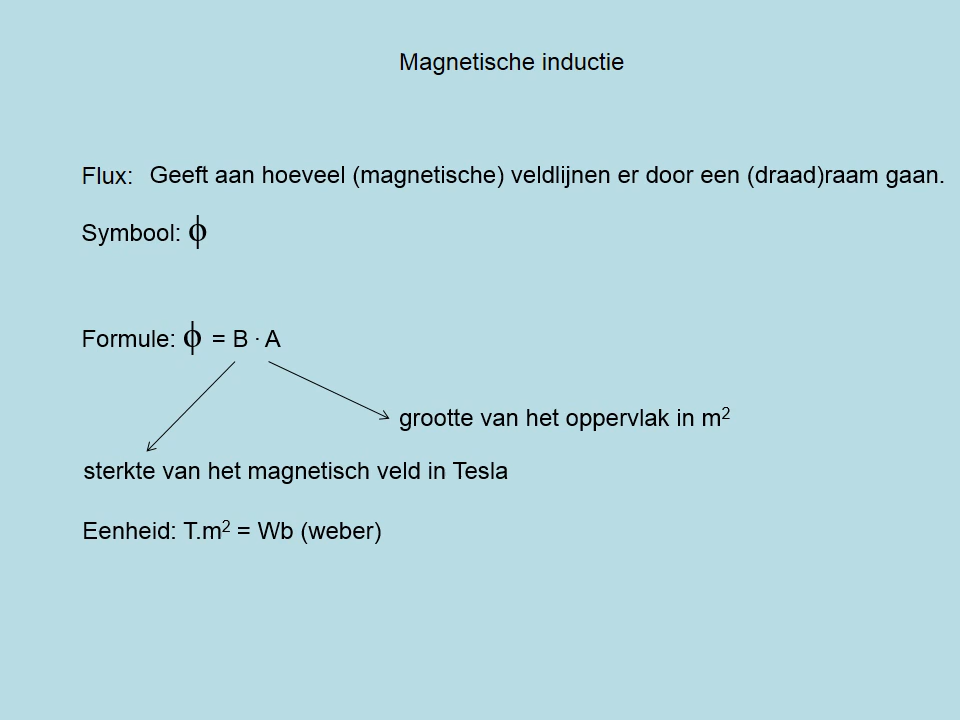 Magnetische inductie
Flux: Geeft aan hoeveel (magnetische) veldlijnen er door een (draad)raam gaan.
Symbool: ϕ
Formule: ϕ = B · A
grootte van het oppervlak in m²
sterkte van het magnetisch veld in Tesla
Eenheid: T.m² = Wb (weber)